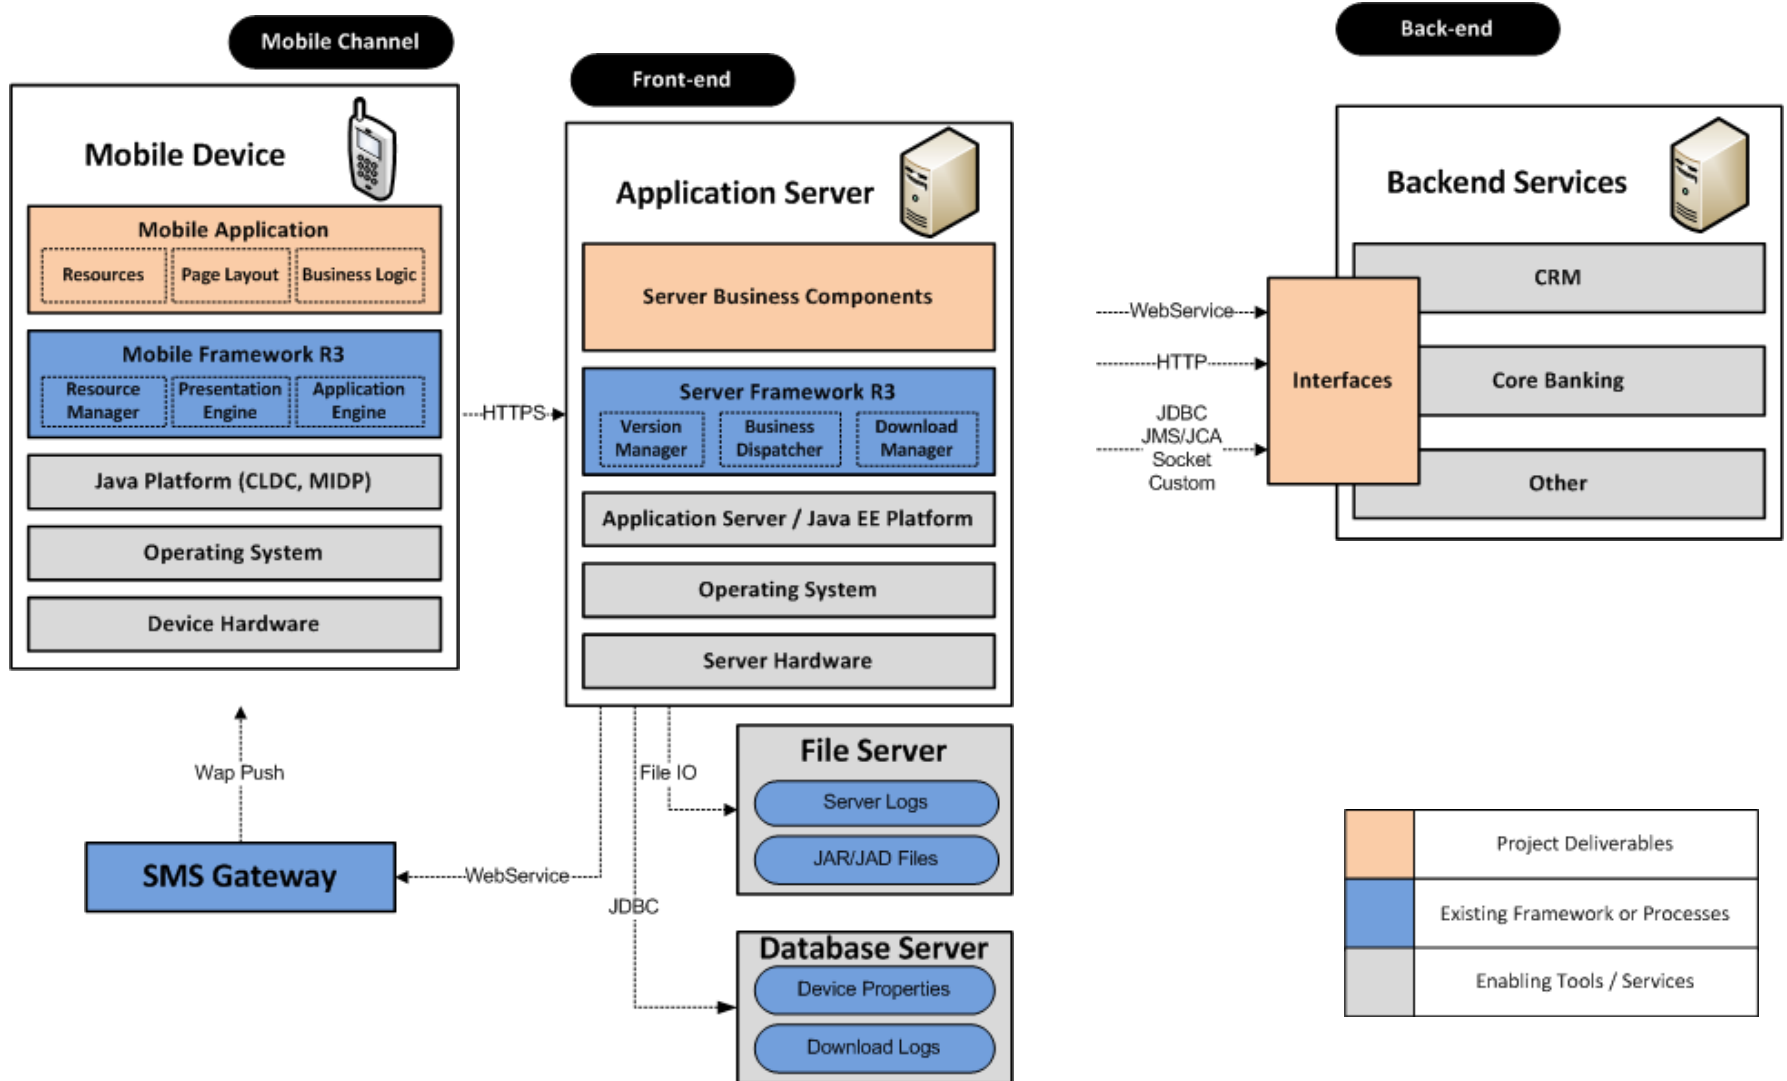 Mobile Channel
Mobile Device
Mobile Application
Resources
Page Layout
Business Logic
Mobile Framework R3
Resource
Manager
Presentation
Engine
Application
Engine
Java Platform (CLDC, MIDP)
Operating System
Device Hardware
HTTPS
Wap Push
SMS Gateway
WebService
JDBC
File IO
Front-end
Application Server
Server Business Components
Server Framework R3
Version
Manager
Business
Dispatcher
Download
Manager
Application Server / Java EE Platform
Operating System
Server Hardware
File Server
Server Logs
JAR/JAD Files
Database Server
Device Properties
Download Logs
Back-end
Backend Services
CRM
Core Banking
Other
Interfaces
WebService
HTTP
JDBC
JMS/JCA
Socket
Custom
Project Deliverables
Existing Framework or Processes
Enabling Tools / Services